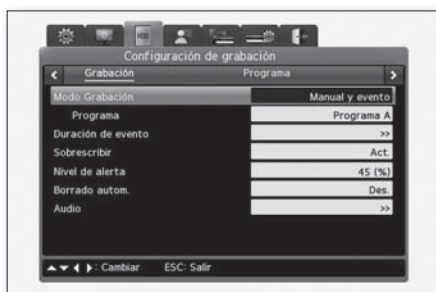 HDD
Configuración de grabación
Grabación Programa
Modo Grabación Manual y evento
Programa Programa A
Duración de evento >>
Sobrescribir Act.
Nivel de alerta 45 (%)
Borrado autom. Des.
Audio >>
: Cambiar ESC: Salir